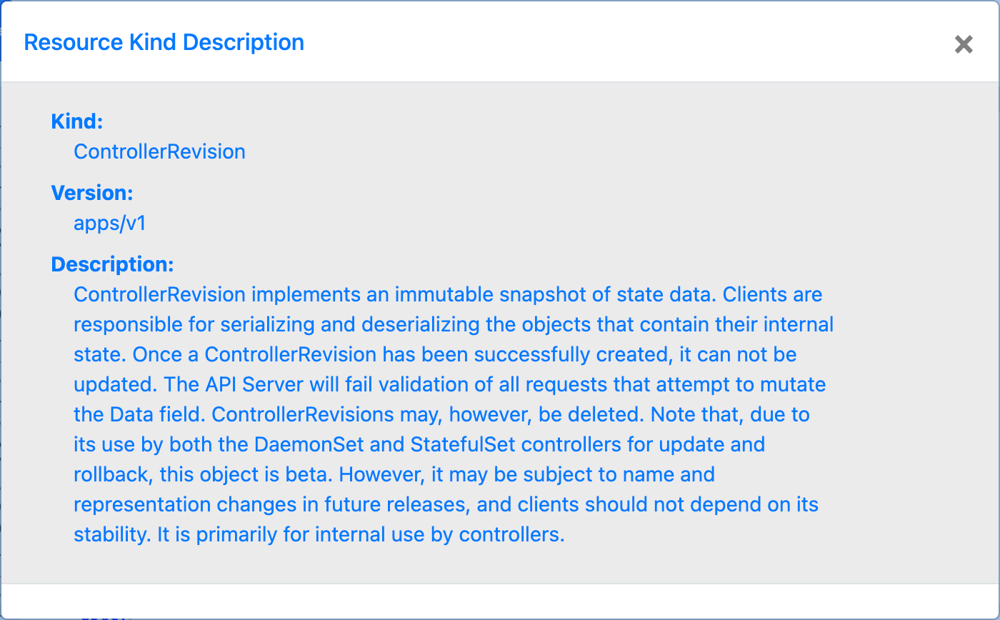 Resource Kind Description
Kind:
ControllerRevision
Version:
apps/v1
Description:
ControllerRevision implements an immutable snapshot of state data. Clients are
responsible for serializing and deserializing the objects that contain their internal
state. Once a ControllerRevision has been successfully created, it can not be
updated. The API Server will fail validation of all requests that attempt to mutate
the Data field. ControllerRevisions may, however, be deleted. Note that, due to
its use by both the DaemonSet and StatefulSet controllers for update and
rollback, this object is beta. However, it may be subject to name and
representation changes in future releases, and clients should not depend on its
stability. It is primarily for internal use by controllers.